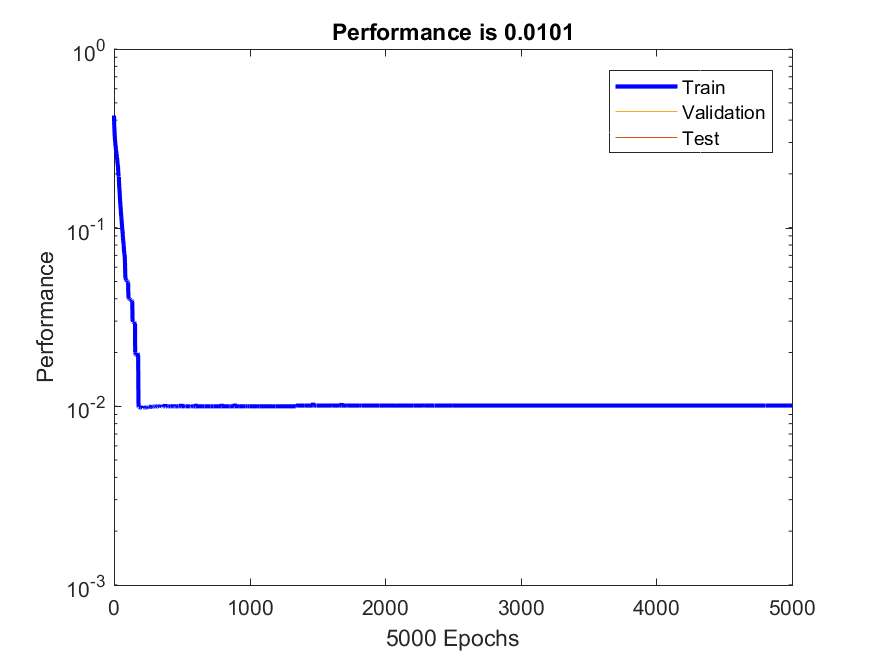 Performance is 0.0101
10^0
10^-1
10^-2
10^-3
Performance
Train
Validation
Test
0 1000 2000 3000 4000 5000
5000 Epochs